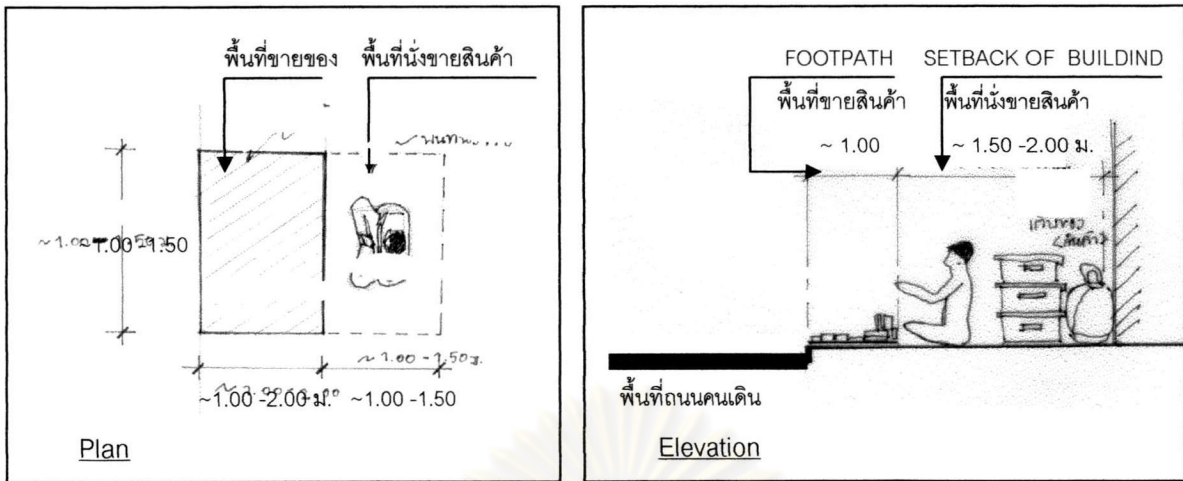 พื้นที่ขายของ พื้นที่นั่งขายสินค้า
1.00 -1.50
~ 1.00 - 1.50 ม.
~1.00 -2.00 ม. ~1.00 -1.50
Plan
FOOTPATH SETBACK OF BUILDIND
พื้นที่ขายสินค้า พื้นที่นั่งขายสินค้า
~ 1.00 ~ 1.50 -2.00 ม.
(สินค้า)
พื้นที่ถนนคนเดิน
Elevation